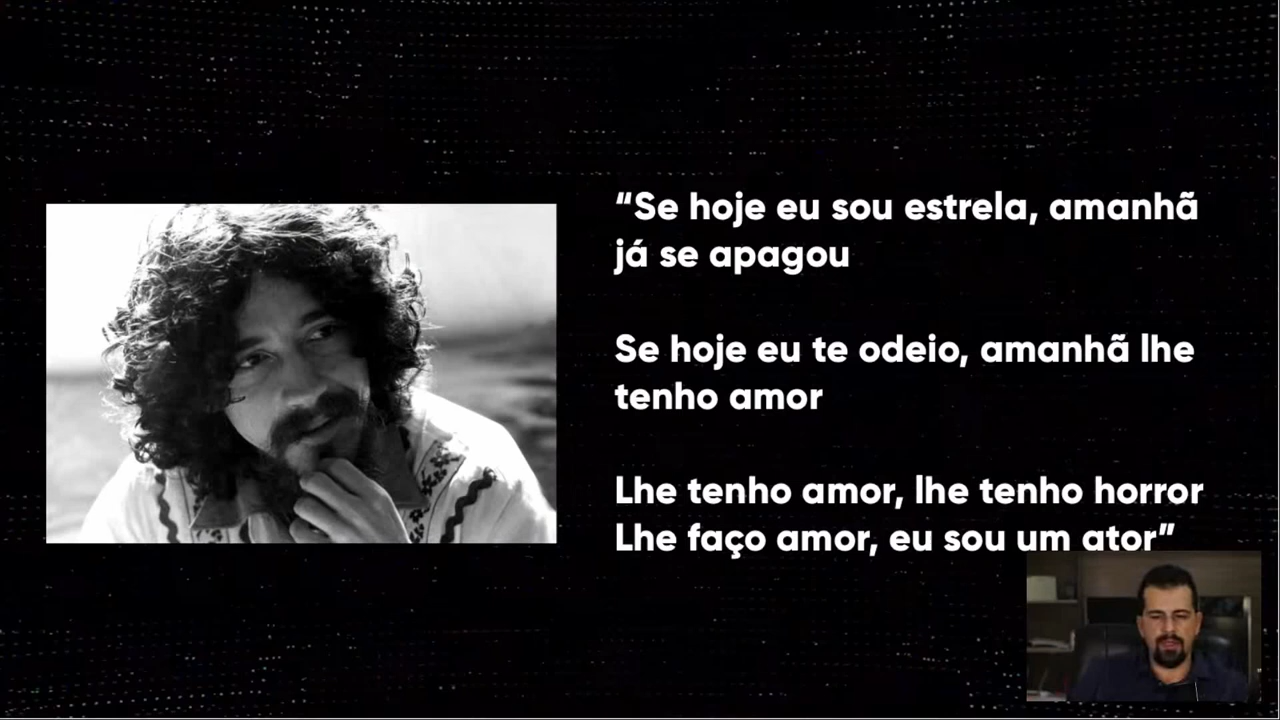 “Se hoje eu sou estrela, amanhã
já se apagou
Se hoje eu te odeio, amanhã lhe
tenho amor
Lhe tenho amor, lhe tenho horror
Lhe faço amor, eu sou um ator”